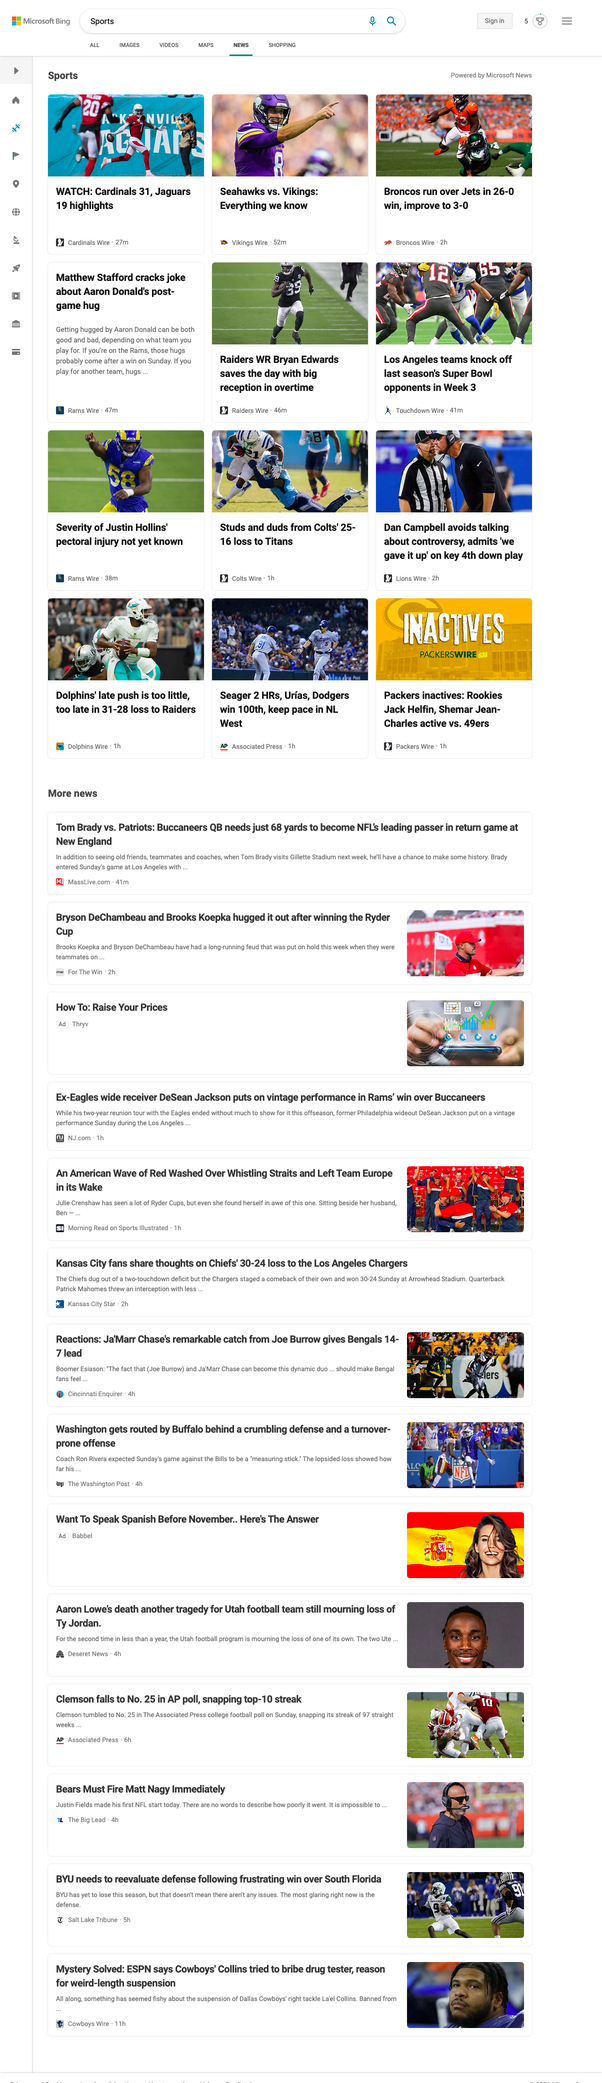 Microsoft Bing
Sports
Sign in
5
ALL
IMAGES
VIDEOS
MAPS
NEWS
SHOPPING
Sports
Powered by Microsoft News
WATCH: Cardinals 31, Jaguars
19 highlights
Cardinals Wire · 27m
Seahawks vs. Vikings:
Everything we know
Vikings Wire · 52m
Broncos run over Jets in 26-0
win, improve to 3-0
Broncos Wire · 2h
Matthew Stafford cracks joke
about Aaron Donald's post-
game hug
Getting hugged by Aaron Donald can be both
good and bad, depending on what team you
play for. If you're on the Rams, those hugs
probably come after a win on Sunday. If you
play for another team, hugs ...
Rams Wire · 47m
Raiders WR Bryan Edwards
saves the day with big
reception in overtime
Raiders Wire · 46m
Los Angeles teams knock off
last season's Super Bowl
opponents in Week 3
Touchdown Wire · 41m
Severity of Justin Hollins'
pectoral injury not yet known
Rams Wire · 38m
Studs and duds from Colts' 25-
16 loss to Titans
Colts Wire · 1h
Dan Campbell avoids talking
about controversy, admits 'we
gave it up' on key 4th down play
Lions Wire · 2h
Dolphins' late push is too little,
too late in 31-28 loss to Raiders
Dolphins Wire · 1h
Seager 2 HRs, Urías, Dodgers
win 100th, keep pace in NL
West
AP Associated Press · 1h
INACTIVES
PACKERSWIRE
Packers inactives: Rookies
Jack Helfin, Shemar Jean-
Charles active vs. 49ers
Packers Wire · 1h
More news
Tom Brady vs. Patriots: Buccaneers QB needs just 68 yards to become NFL's leading passer in return game at
New England
In addition to seeing old friends, teammates and coaches, when Tom Brady visits Gillette Stadium next week, he'll have a chance to make some history. Brady
entered Sunday's game at Los Angeles with ...
MassLive.com · 41m
Bryson DeChambeau and Brooks Koepka hugged it out after winning the Ryder
Cup
Brooks Koepka and Bryson DeChambeau have had a long-running feud that was put on hold this week when they were
teammates on ...
For The Win · 2h
How To: Raise Your Prices
Ad Thryv
Ex-Eagles wide receiver DeSean Jackson puts on vintage performance in Rams' win over Buccaneers
While his two-year reunion tour with the Eagles ended without much to show for it this offseason, former Philadelphia wideout DeSean Jackson put on a vintage
performance Sunday during the Los Angeles ...
NJ.com · 1h
An American Wave of Red Washed Over Whistling Straits and Left Team Europe
in its Wake
Julie Crenshaw has seen a lot of Ryder Cups, but even she found herself in awe of this one. Sitting beside her husband,
Ben — ...
Morning Read on Sports Illustrated · 1h
Kansas City fans share thoughts on Chiefs' 30-24 loss to the Los Angeles Chargers
The Chiefs dug out of a two-touchdown deficit but the Chargers staged a comeback of their own and won 30-24 Sunday at Arrowhead Stadium. Quarterback
Patrick Mahomes threw an interception with less ...
Kansas City Star · 2h
Reactions: Ja'Marr Chase's remarkable catch from Joe Burrow gives Bengals 14-
7 lead
Boomer Esiason: "The fact that (Joe Burrow) and Ja'Marr Chase can become this dynamic duo ... should make Bengal
fans feel ...
Cincinnati Enquirer · 4h
Washington gets routed by Buffalo behind a crumbling defense and a turnover-
prone offense
Coach Ron Rivera expected Sunday's game against the Bills to be a "measuring stick." The lopsided loss showed how
far his ...
The Washington Post · 4h
Want To Speak Spanish Before November.. Here's The Answer
Ad Babbel
Aaron Lowe's death another tragedy for Utah football team still mourning loss of
Ty Jordan.
For the second time in less than a year, the Utah football program is mourning the loss of one of its own. The two Ute ...
Deseret News · 4h
Clemson falls to No. 25 in AP poll, snapping top-10 streak
Clemson tumbled to No. 25 in The Associated Press college football poll on Sunday, snapping its streak of 97 straight
weeks ...
AP Associated Press · 6h
Bears Must Fire Matt Nagy Immediately
Justin Fields made his first NFL start today. There are no words to describe how poorly it went. It is impossible to ...
The Big Lead · 4h
BYU needs to reevaluate defense following frustrating win over South Florida
BYU has yet to lose this season, but that doesn't mean there aren't any issues. The most glaring right now is the
defense.
Salt Lake Tribune · 5h
Mystery Solved: ESPN says Cowboys' Collins tried to bribe drug tester, reason
for weird-length suspension
All along, something has seemed fishy about the suspension of Dallas Cowboys' right tackle La'el Collins. Banned from
...
Cowboys Wire · 11h